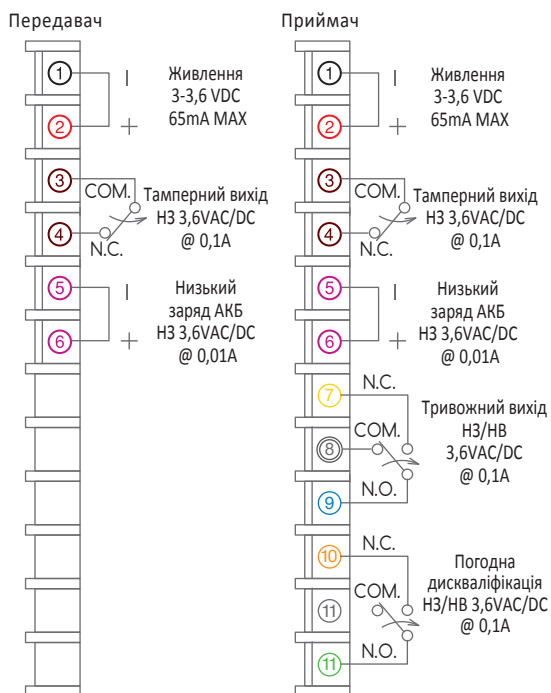 Передавач
1
Живлення
3-3,6 VDC
65mA MAX
2
+
3
COM.
Тамперний вихід
НЗ 3,6VAC/DC
@ 0,1A
4
N.C.
5
Низький
заряд АКБ
НЗ 3,6VAC/DC
@ 0,01A
6
+
Приймач
1
Живлення
3-3,6 VDC
65mA MAX
2
+
3
COM.
Тамперний вихід
НЗ 3,6VAC/DC
@ 0,1A
4
N.C.
5
Низький
заряд АКБ
НЗ 3,6VAC/DC
@ 0,01A
6
+
7
N.C.
Тривожний вихід
НЗ/НВ
3,6VAC/DC
@ 0,1A
COM.
8
9
N.O.
10
N.C.
Погодна
дискваліфікація
НЗ/НВ 3,6VAC/DC
@ 0,1A
COM.
11
N.O.
11